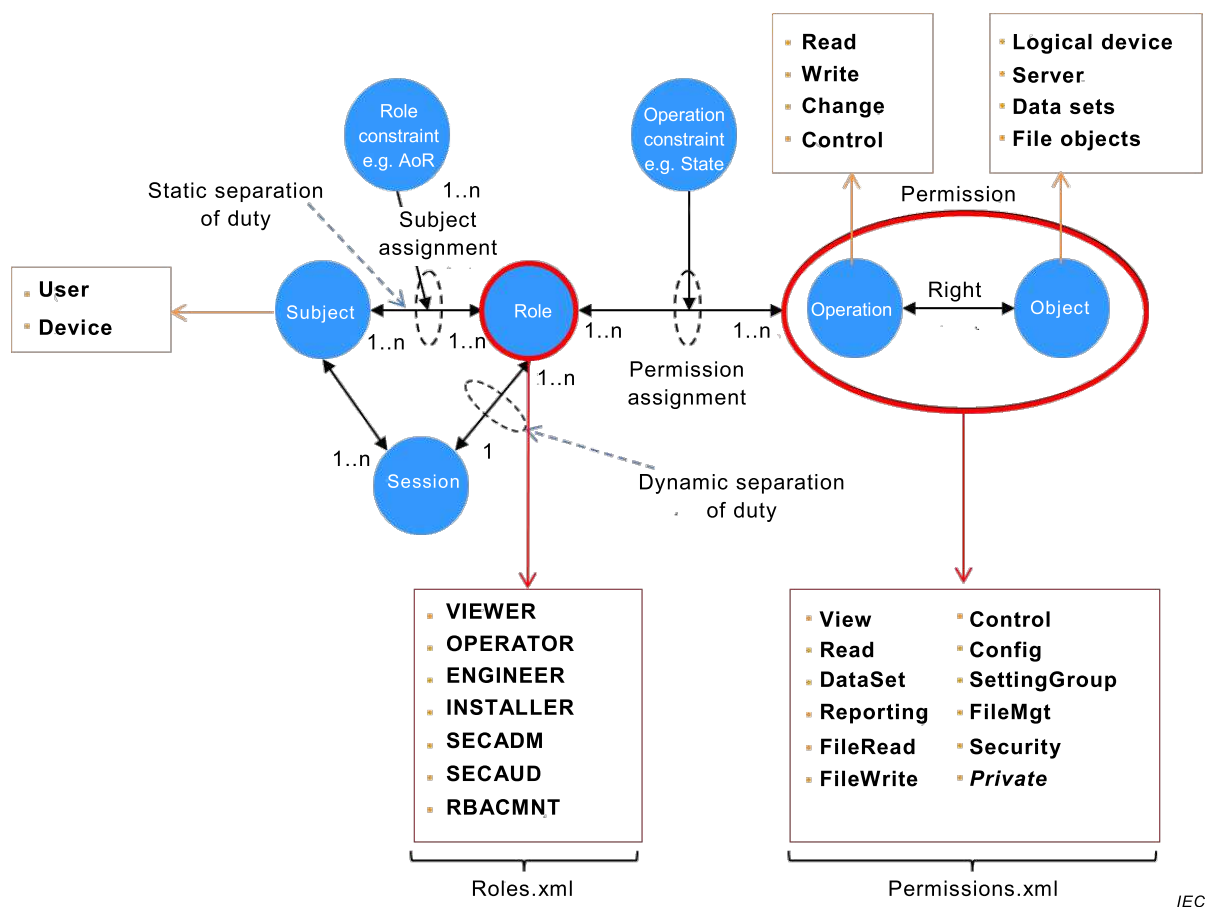 Read
Write
Change
Control
Logical device
Server
Data sets
File objects
Role
constraint
e.g. AoR
Operation
constraint
e.g. State
1..n
Static separation
of duty
Subject
assignment
Permission
User
Device
Subject
Role
Operation
Right
Object
1..n
1..n
1..n
1..n
1..n
Permission
assignment
1..n
1
Session
Dynamic separation
of duty
VIEWER
OPERATOR
ENGINEER
INSTALLER
SECADM
SECAUD
RBACMNT
View
Read
DataSet
Reporting
FileRead
FileWrite
Control
Config
SettingGroup
FileMgt
Security
Private
Roles.xml
Permissions.xml
IEC